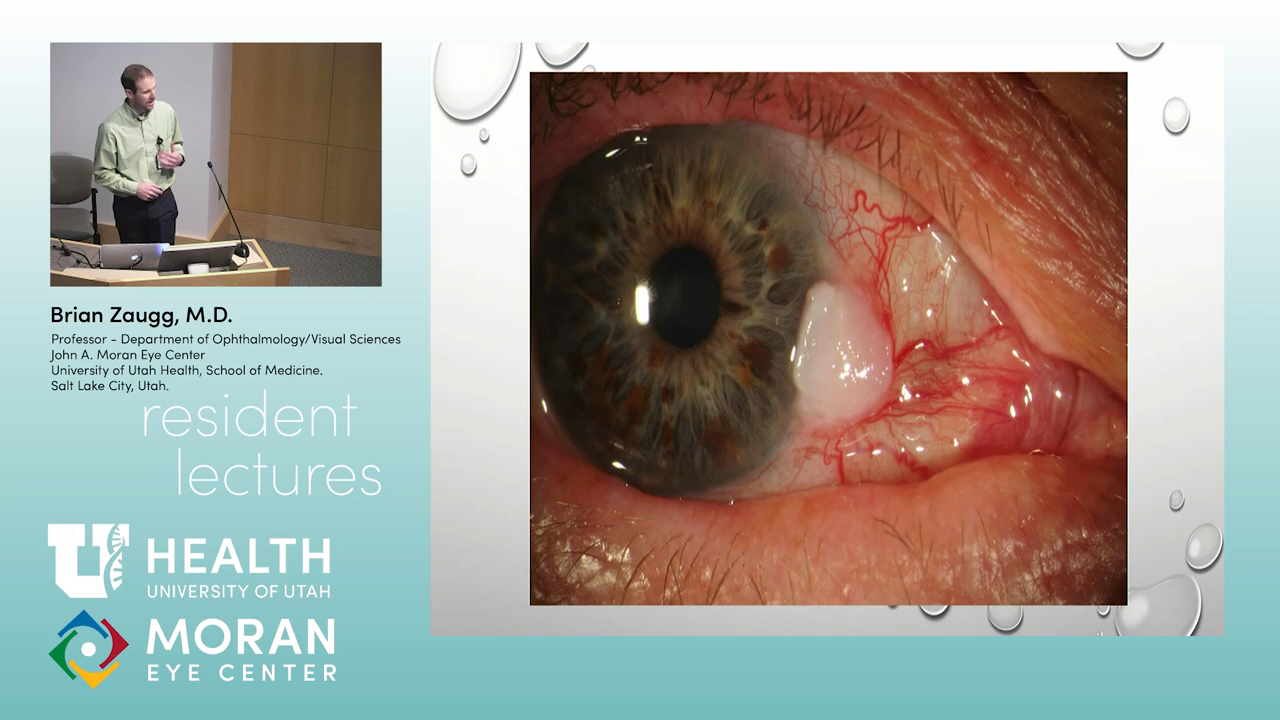 Brian Zaugg, M.D.
Professor - Department of Ophthalmology/Visual Sciences
John A. Moran Eye Center
University of Utah Health, School of Medicine.
Salt Lake City, Utah.
resident
lectures
U HEALTH
UNIVERSITY OF UTAH
MORAN
EYE CENTER